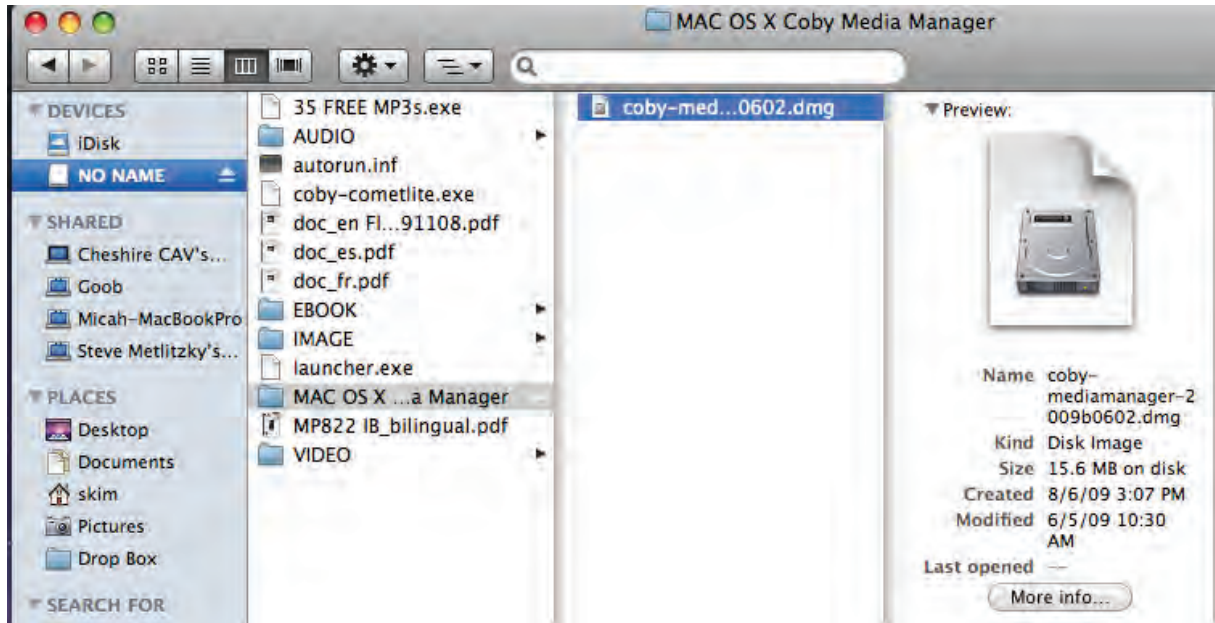 MAC OS X Coby Media Manager
DEVICES
iDisk
NO NAME
SHARED
Cheshire CAV's...
Goob
Micah-MacBookPro
Steve Metlitzky's...
PLACES
Desktop
Documents
skim
Pictures
Drop Box
SEARCH FOR
35 FREE MP3s.exe
AUDIO
autorun.inf
coby-cometlite.exe
doc_en Fl...91108.pdf
doc_es.pdf
doc_fr.pdf
EBOOK
IMAGE
launcher.exe
MAC OS X ...a Manager
MP822 IB_bilingual.pdf
VIDEO
coby-med...0602.dmg
Preview:
Name coby-
mediamanager-2
009b0602.dmg
Kind Disk Image
Size 15.6 MB on disk
Created 8/6/09 3:07 PM
Modified 6/5/09 10:30
AM
Last opened —
More info...